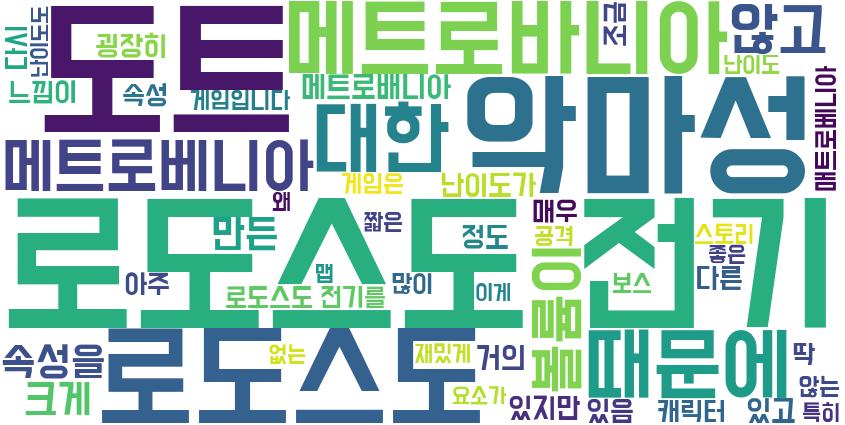 다시
난이도도
도트
굉장히
메트로바니아
조금
않고
느낌이
속성
게임입니다
메트로배니아
난이도
메트로베니아
대한
악마성
매트로베니아
게임은
난이도가
왜
로도스도 전기
만든
짧은
정도
매우
공격
스토리
좋은
아주
맵
많이
이게
볼륨이
보스
다른
로도스도 전기를
속성을
로도스도
없는
재밌게
거의
때문에
딱
크게
요소가
있지만
있음
캐릭터
있고
않는
특히